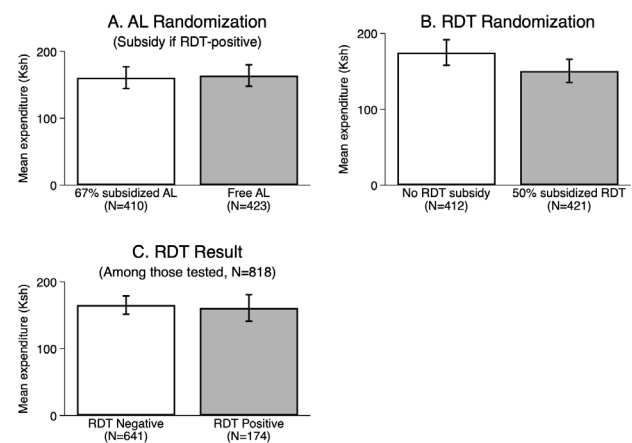 A. AL Randomization
(Subsidy if RDT-positive)
Mean expenditure (Ksh)
200
100
0
67% subsidized AL
(N=410)
Free AL
(N=423)
B. RDT Randomization
Mean expenditure (Ksh)
200
100
0
No RDT subsidy
(N=412)
50% subsidized RDT
(N=421)
C. RDT Result
(Among those tested, N=818)
Mean expenditure (Ksh)
200
100
0
RDT Negative
(N=641)
RDT Positive
(N=174)